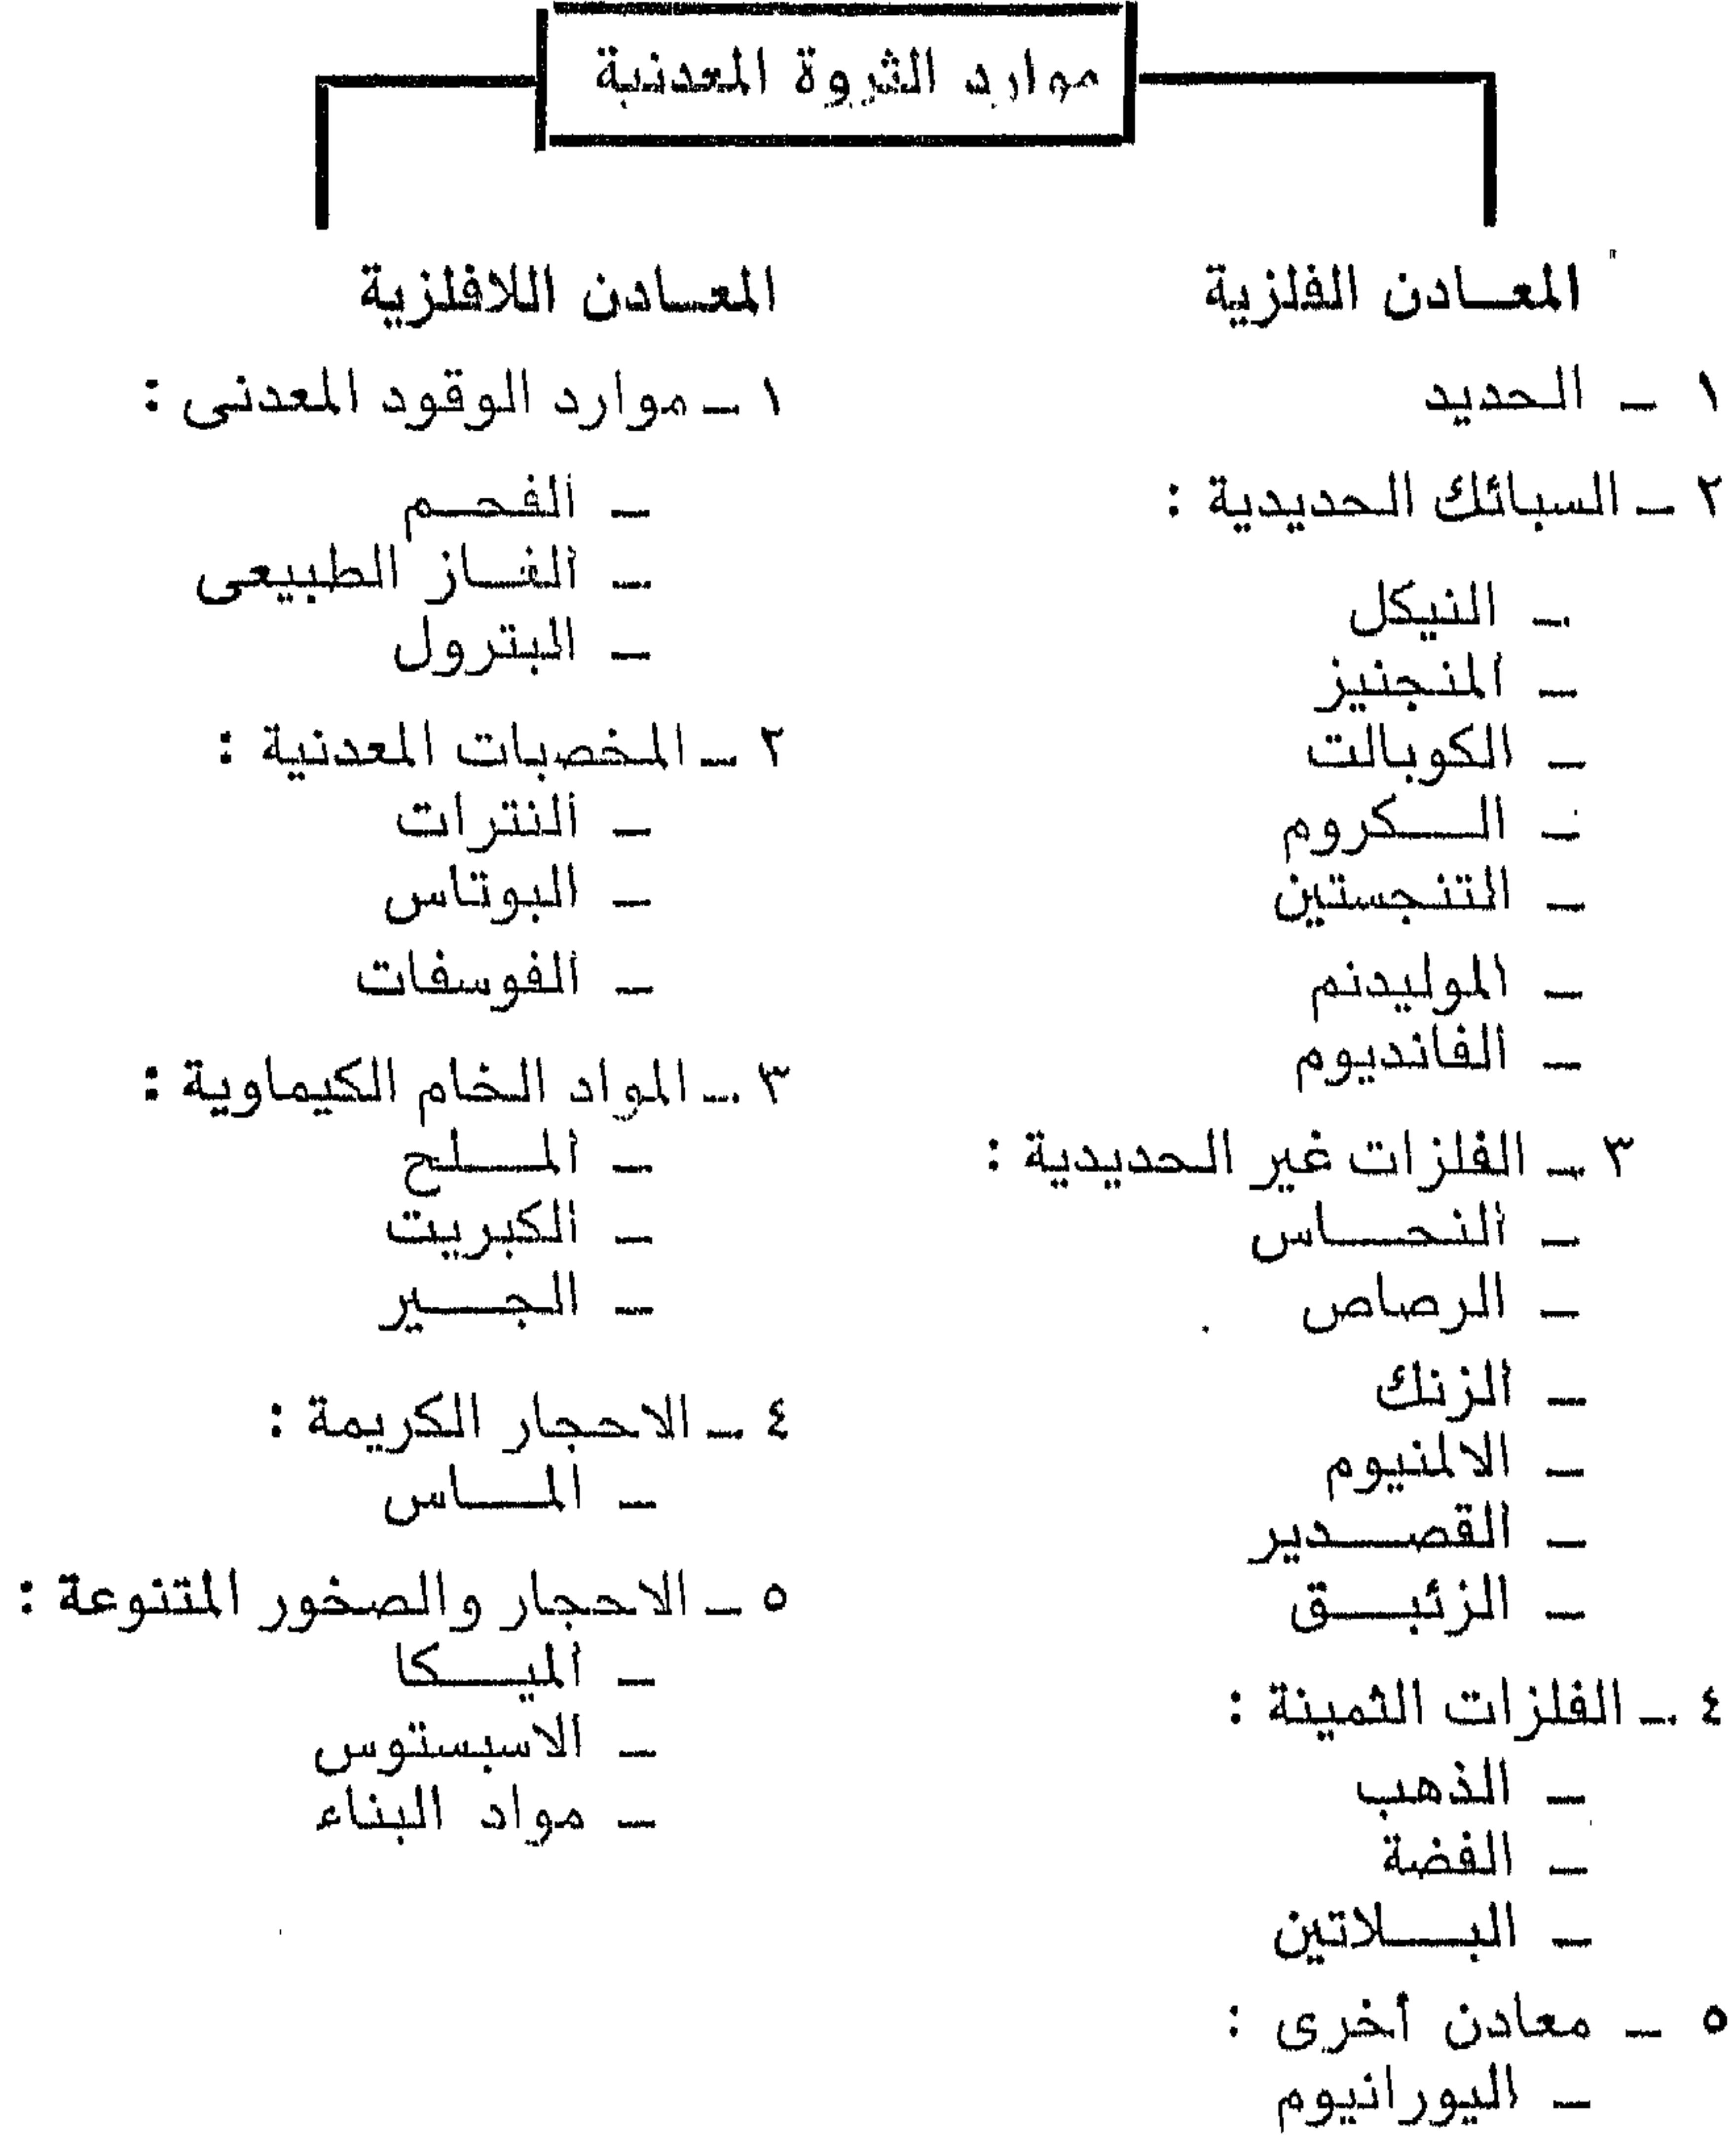 موارد الثروة المعدنية
المعادن الفلزية
١ - الحديد
٢ - السبائك الحديدية :
- النيكل
- المنجنيز
- الكوبالت
- الكروم
- التنجستين
- الموليدنم
- الفانديوم
٣ - الفلزات غير الحديدية :
- النحاس
- الرصاص
- الزنك
- الالمنيوم
- القصدير
- الزئبق
٤ - الفلزات الثمينة :
- الذهب
- الفضة
- البلاتين
٥ - معادن أخرى :
- اليورانيوم
المعادن اللافلزية
١ - موارد الوقود المعدنى :
- الفحم
- الغاز الطبيعى
- البترول
٢ - المخصبات المعدنية :
- النترات
- البوتاس
- الفوسفات
٣ - المواد الخام الكيماوية :
- الملح
- الكبريت
- الجير
٤ - الاحجار الكريمة :
- الماس
٥ - الاحجار والصخور المتنوعة :
- الميكا
- الاسبستوس
- مواد البناء